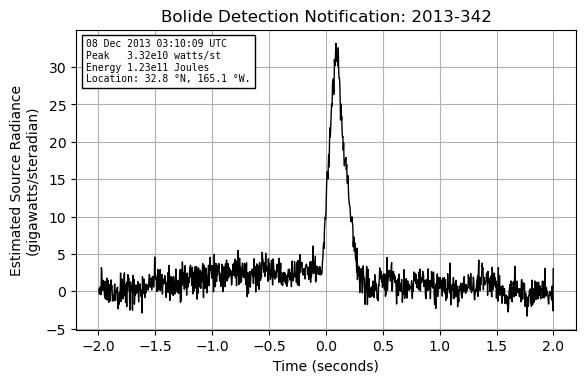 Bolide Detection Notification: 2013-342
08 Dec 2013 03:10:09 UTC
Peak   3.32e10 watts/st
Energy 1.23e11 Joules
Location: 32.8 °N, 165.1 °W.
Estimated Source Radiance
(gigawatts/steradian)
30
25
20
15
10
5
0
−5
−2.0 −1.5 −1.0 −0.5 0.0 0.5 1.0 1.5 2.0
Time (seconds)